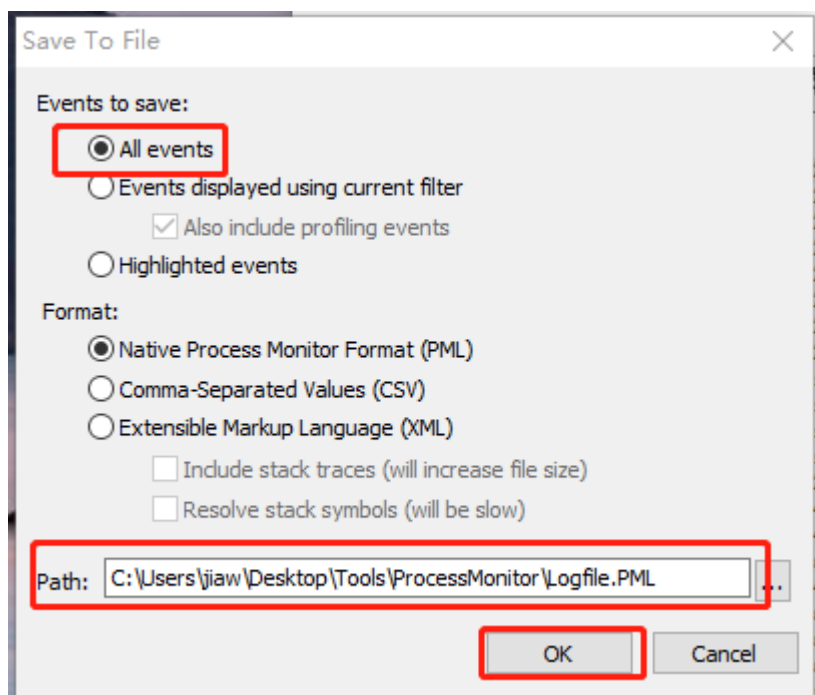 Save To File
Events to save:
All events
Events displayed using current filter
Also include profiling events
Highlighted events
Format:
Native Process Monitor Format (PML)
Comma-Separated Values (CSV)
Extensible Markup Language (XML)
Include stack traces (will increase file size)
Resolve stack symbols (will be slow)
Path: C:\Users\jiaw\Desktop\Tools\ProcessMonitor\Logfile.PML ...
OK Cancel